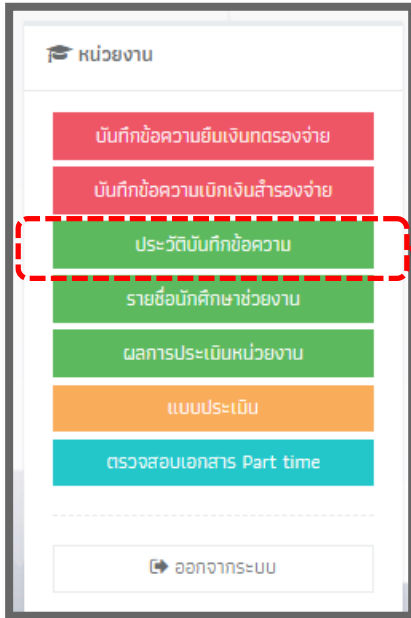 หน่วยงาน
บันทึกข้อความยืมเงินทดรองจ่าย
บันทึกข้อความเบิกเงินสำรองจ่าย
ประวัติบันทึกข้อความ
รายชื่อนักศึกษาช่วยงาน
ผลการประเมินหน่วยงาน
แบบประเมิน
ตรวจสอบเอกสาร Part time
ออกจากระบบ